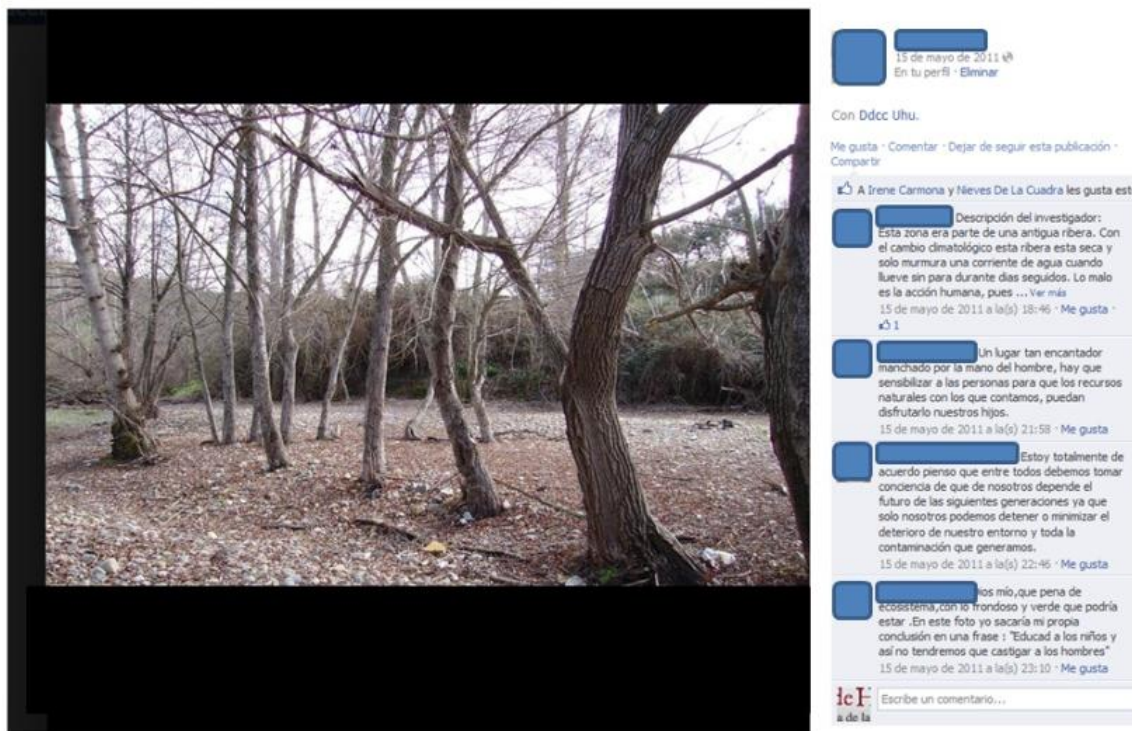 15 de mayo de 2011
En tu perfil · Eliminar
Con Ddcc Uhu.
Me gusta · Comentar · Dejar de seguir esta publicación ·
Compartir
A Irene Carmona y Nieves De La Cuadra les gusta est
Descripción del investigador:
Esta zona era parte de una antigua ribera. Con
el cambio climatológico esta ribera esta seca y
solo murmura una corriente de agua cuando
llueve sin para durante dias seguidos. Lo malo
es la acción humana, pues ... Ver más
15 de mayo de 2011 a la(s) 18:46 · Me gusta ·
1
Un lugar tan encantador
manchado por la mano del hombre, hay que
sensibilizar a las personas para que los recursos
naturales con los que contamos, puedan
disfrutarlo nuestros hijos.
15 de mayo de 2011 a la(s) 21:58 · Me gusta
Estoy totalmente de
acuerdo pienso que entre todos debemos tomar
conciencia de que de nosotros depende el
futuro de las siguientes generaciones ya que
solo nosotros podemos detener o minimizar el
deterioro de nuestro entorno y toda la
contaminación que generamos.
15 de mayo de 2011 a la(s) 22:46 · Me gusta
ios mío,que pena de
ecosistema,con lo frondoso y verde que podría
estar .En este foto yo sacaría mi propia
conclusión en una frase : "Educad a los niños y
así no tendremos que castigar a los hombres"
15 de mayo de 2011 a la(s) 23:10 · Me gusta
Escribe un comentario...
de H
a de la